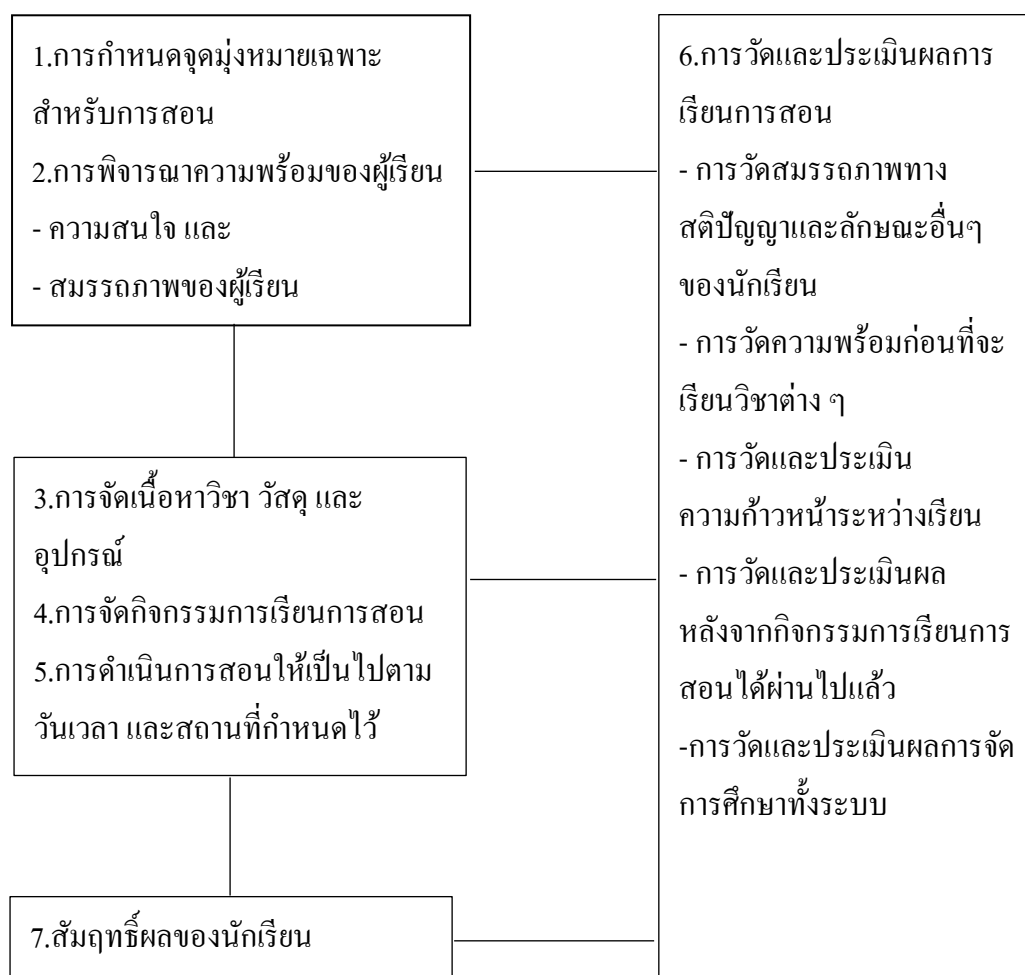 1.การกำหนดจุดมุ่งหมายเฉพาะ
สำหรับการสอน
2.การพิจารณาความพร้อมของผู้เรียน
- ความสนใจ และ
- สมรรถภาพของผู้เรียน
3.การจัดเนื้อหาวิชา วัสดุ และ
อุปกรณ์
4.การจัดกิจกรรมการเรียนการสอน
5.การดำเนินการสอนให้เป็นไปตาม
วันเวลา และสถานที่กำหนดไว้
7.สัมฤทธิ์ผลของนักเรียน
6.การวัดและประเมินผลการ
เรียนการสอน
- การวัดสมรรถภาพทาง
สติปัญญาและลักษณะอื่นๆ
ของนักเรียน
- การวัดความพร้อมก่อนที่จะ
เรียนวิชาต่าง ๆ
- การวัดและประเมิน
ความก้าวหน้าระหว่างเรียน
- การวัดและประเมินผล
หลังจากกิจกรรมการเรียนการ
สอนได้ผ่านไปแล้ว
-การวัดและประเมินผลการจัด
การศึกษาทั้งระบบ